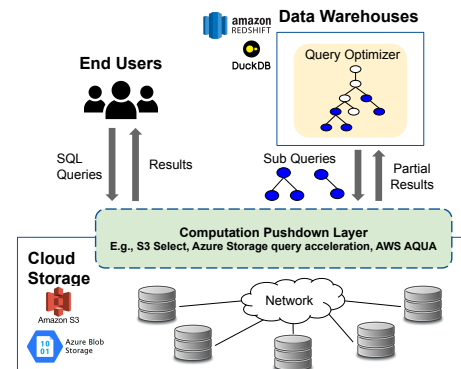 Data Warehouses
amazon
REDSHIFT
DuckDB
Query Optimizer
End Users
SQL
Queries
Results
Sub Queries
Partial
Results
Computation Pushdown Layer
E.g., S3 Select, Azure Storage query acceleration, AWS AQUA
Cloud
Storage
Amazon S3
10
01
Azure Blob
Storage
Network